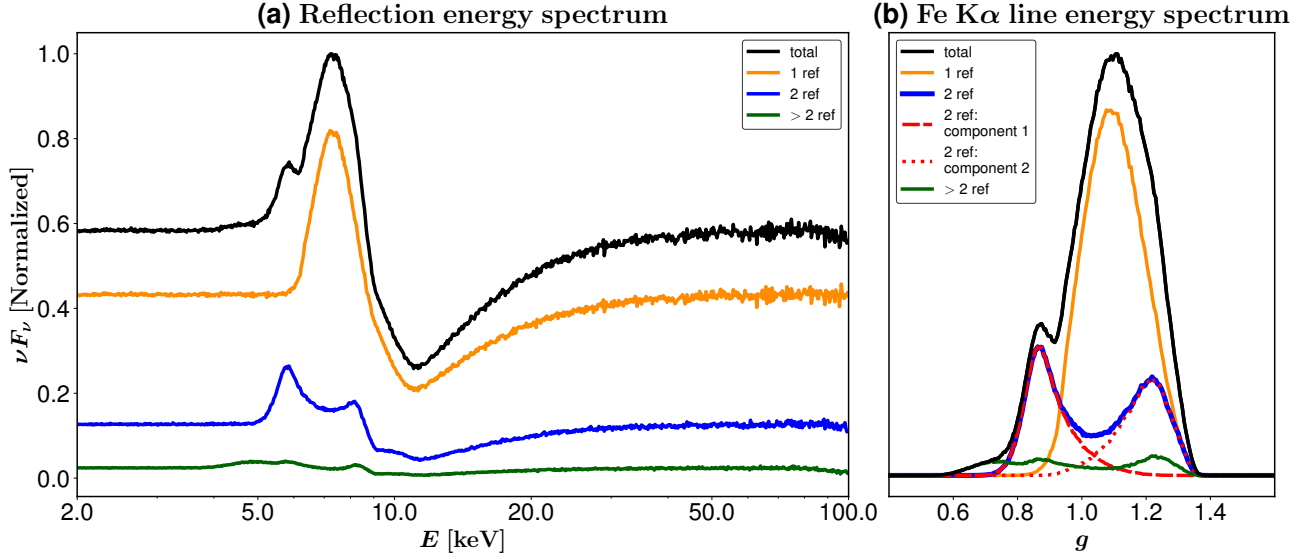 (a) Reflection energy spectrum
(b) Fe Kα line energy spectrum
νFν [Normalized]
1.0
0.8
0.6
0.4
0.2
0.0
total
1 ref
2 ref
> 2 ref
2.0
5.0
10.0
20.0
50.0
100.0
E [keV]
total
1 ref
2 ref
2 ref:
component 1
2 ref:
component 2
> 2 ref
0.6
0.8
1.0
1.2
1.4
g